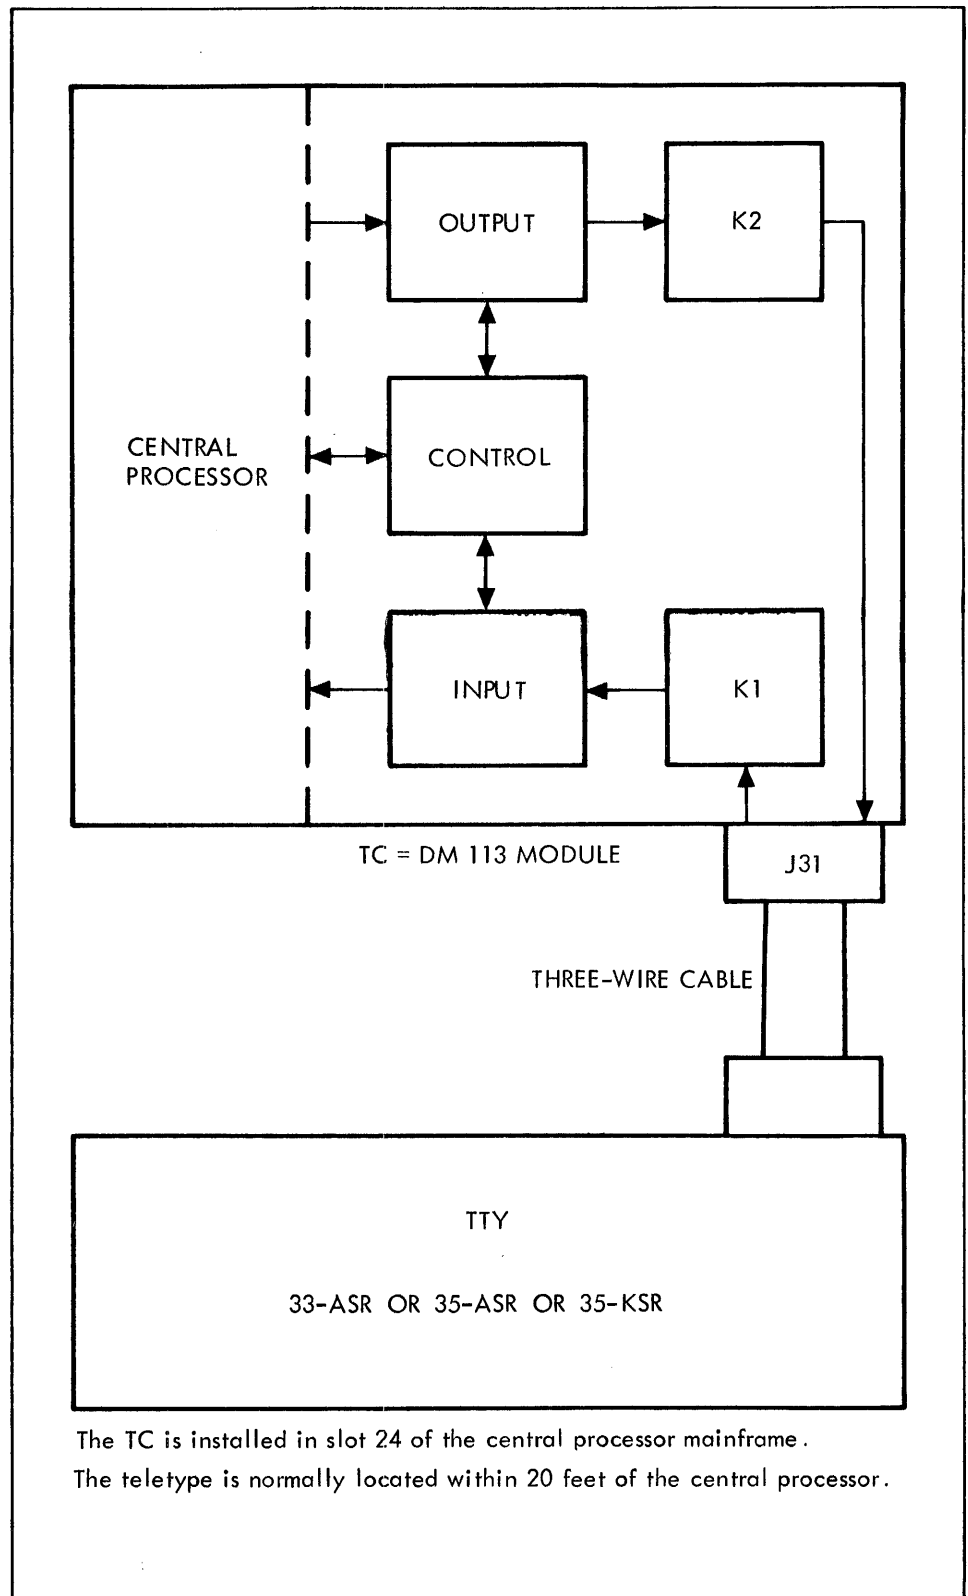 OUTPUT
K2
CENTRAL
PROCESSOR
CONTROL
INPUT
K1
TC = DM 113 MODULE
J31
THREE-WIRE CABLE
TTY
33-ASR OR 35-ASR OR 35-KSR
The TC is installed in slot 24 of the central processor mainframe.
The teletype is normally located within 20 feet of the central processor.